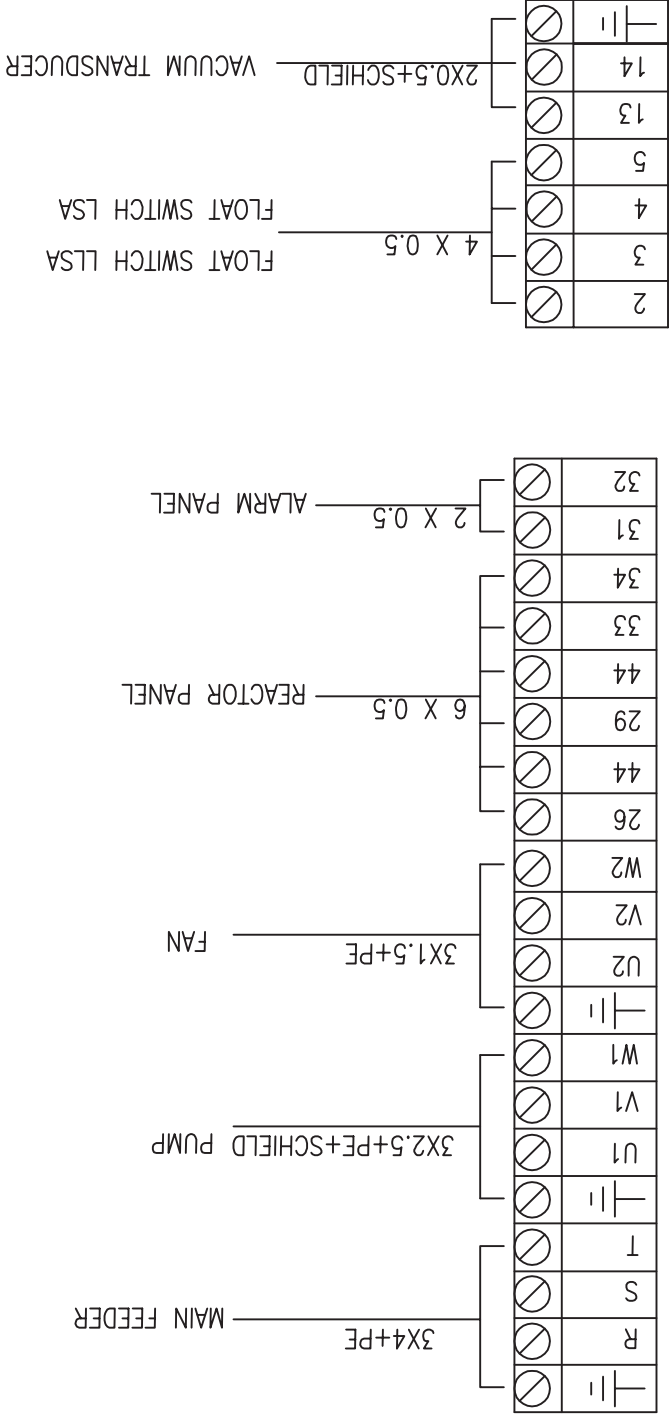 R
3X4+PE
MAIN FEEDER
S
T
U1
3X2.5+PE+SCHIELD
PUMP
V1
W1
U2
3X1.5+PE
FAN
V2
W2
26
44
29
6 X 0.5
REACTOR PANEL
44
33
34
31
2 X 0.5
ALARM PANEL
32
2
3
4 X 0.5
FLOAT SWITCH LLSA
FLOAT SWITCH LSA
4
5
13
14
2X0.5+SCHIELD
VACUUM TRANSDUCER